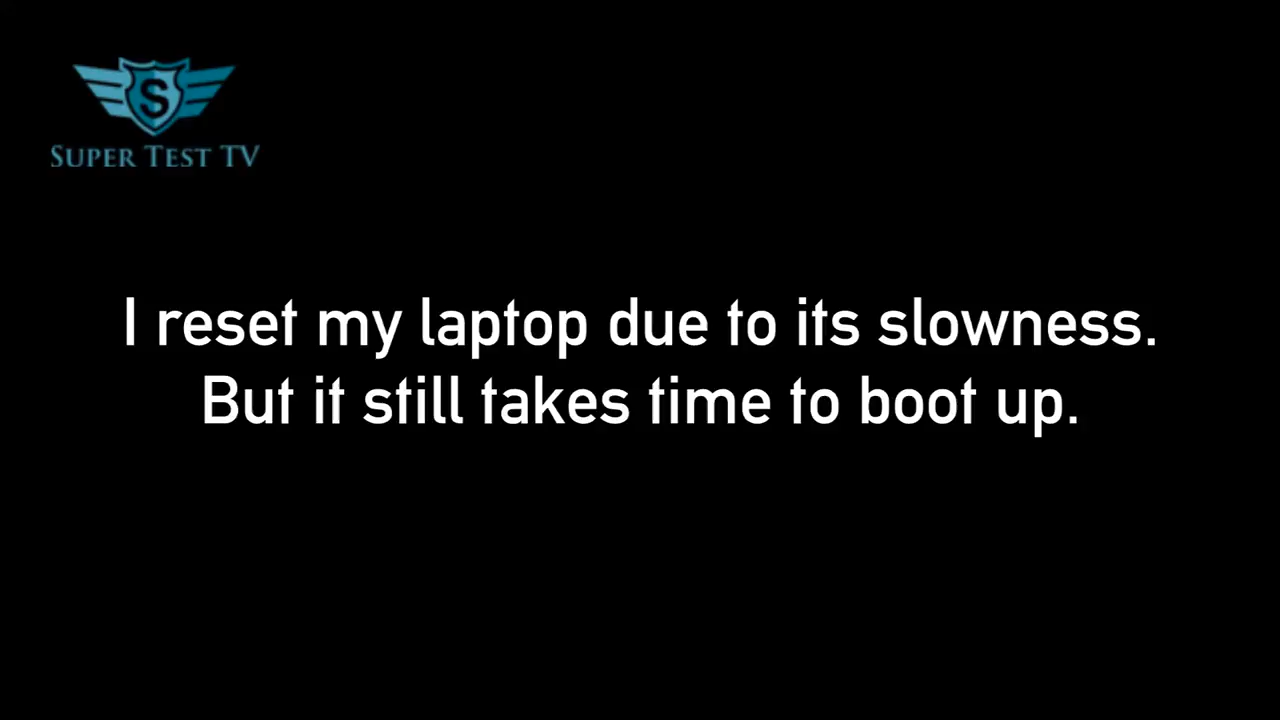 S
SUPER TEST TV
I reset my laptop due to its slowness.
But it still takes time to boot up.